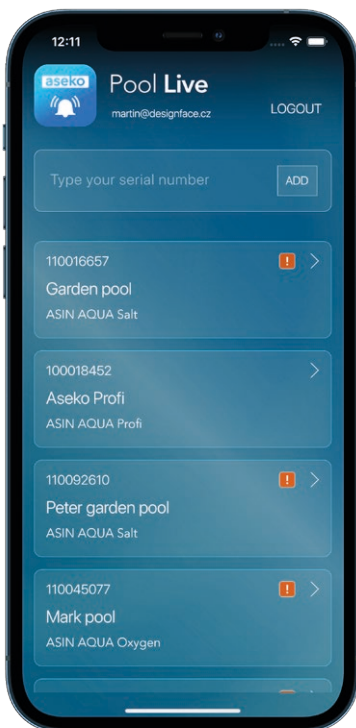 12:11
aseko
Pool Live
martin@designface.cz
LOGOUT
Type your serial number
ADD
110016657
!
Garden pool
ASIN AQUA Salt
100018452
Aseko Profi
ASIN AQUA Profi
110092610
!
Peter garden pool
ASIN AQUA Salt
110045077
!
Mark pool
ASIN AQUA Oxygen
!